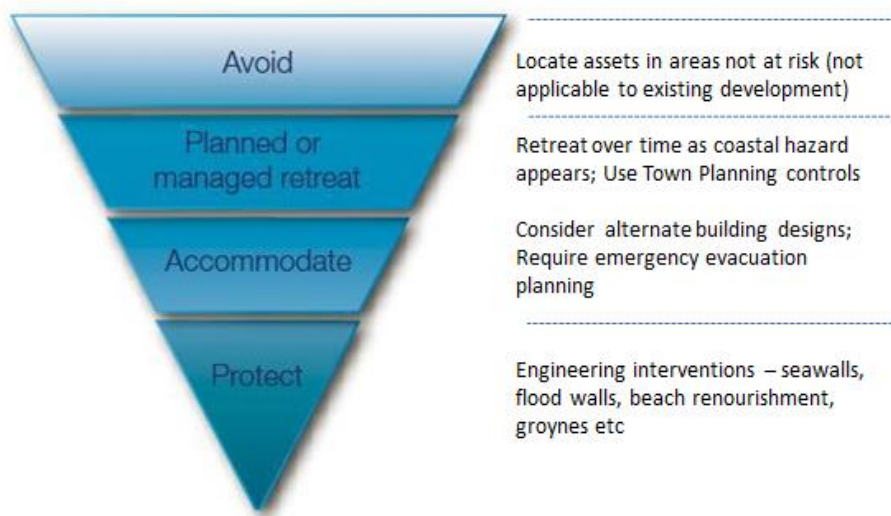 Avoid
Locate assets in areas not at risk (not
applicable to existing development)
Planned or
managed retreat
Retreat over time as coastal hazard
appears; Use Town Planning controls
Accommodate
Consider alternate building designs;
Require emergency evacuation
planning
Protect
Engineering interventions – seawalls,
flood walls, beach renourishment,
groynes etc